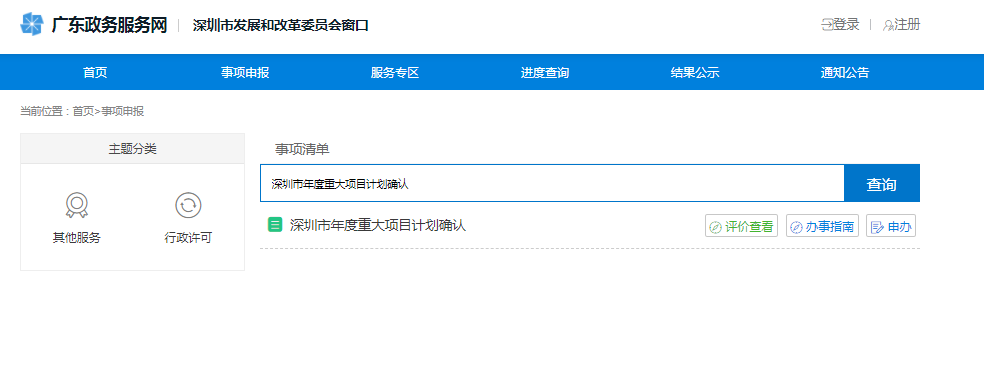 广东政务服务网 深圳市发展和改革委员会窗口 登录 注册
首页 事项申报 服务专区 进度查询 结果公示 通知公告
当前位置：首页>事项申报
主题分类
其他服务 行政许可
事项清单
深圳市年度重大项目计划确认 查询
深圳市年度重大项目计划确认 评价查看 办事指南 申办